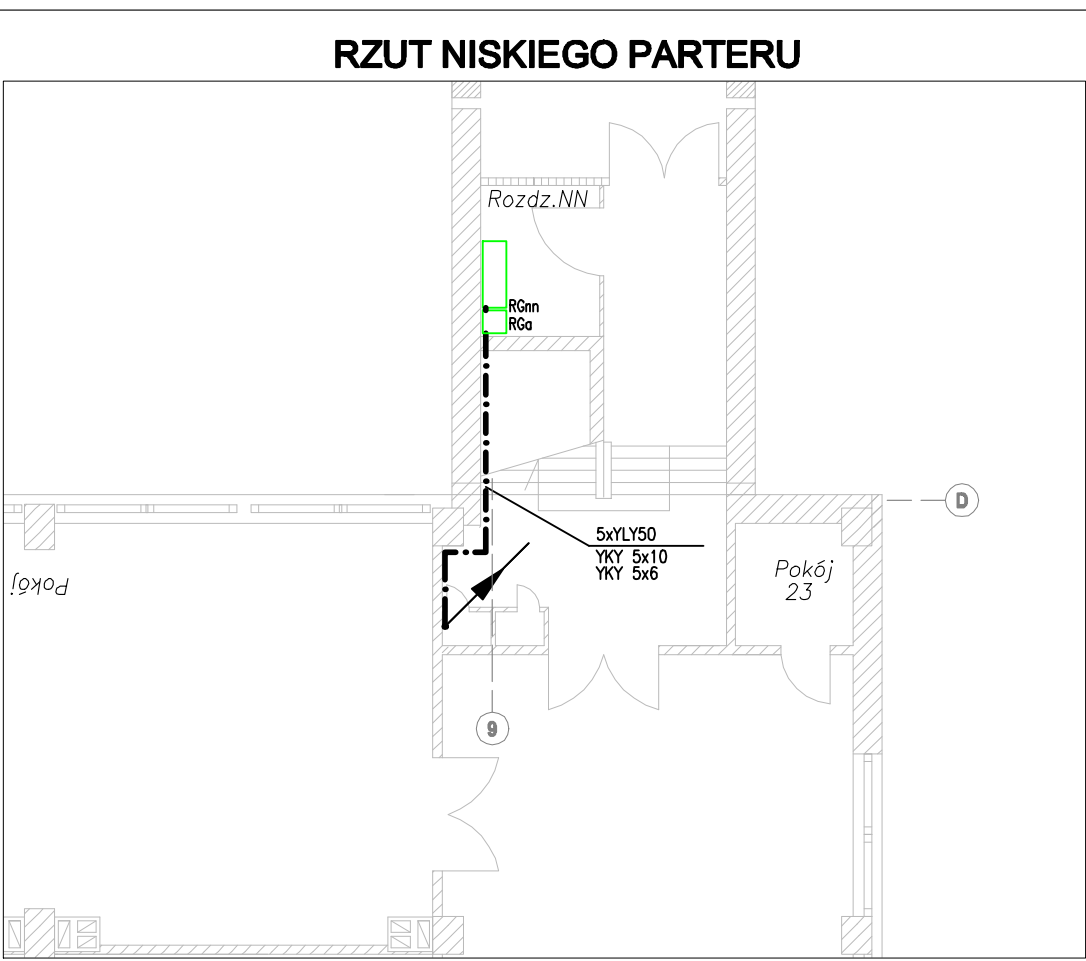 RZUT NISKIEGO PARTERU
Rozdz.NN
RGnn
RGa
5xYLY50
YKY 5x10
YKY 5x6
D
Pokój
Pokój
23
9